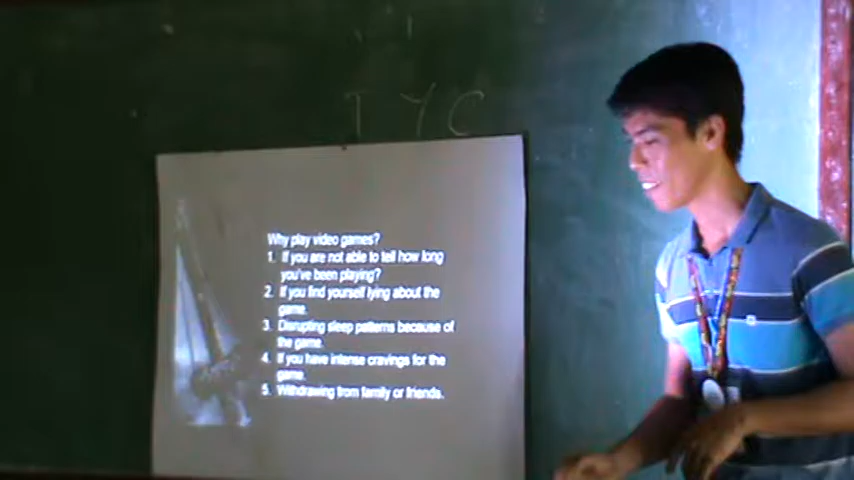 T Y C
Why play video games?
1. If you are not able to tell how long
you've been playing?
2. If you find yourself lying about the
game.
3. Disrupting sleep patterns because of
the game.
4. If you have intense cravings for the
game.
5. Withdrawing from family or friends.